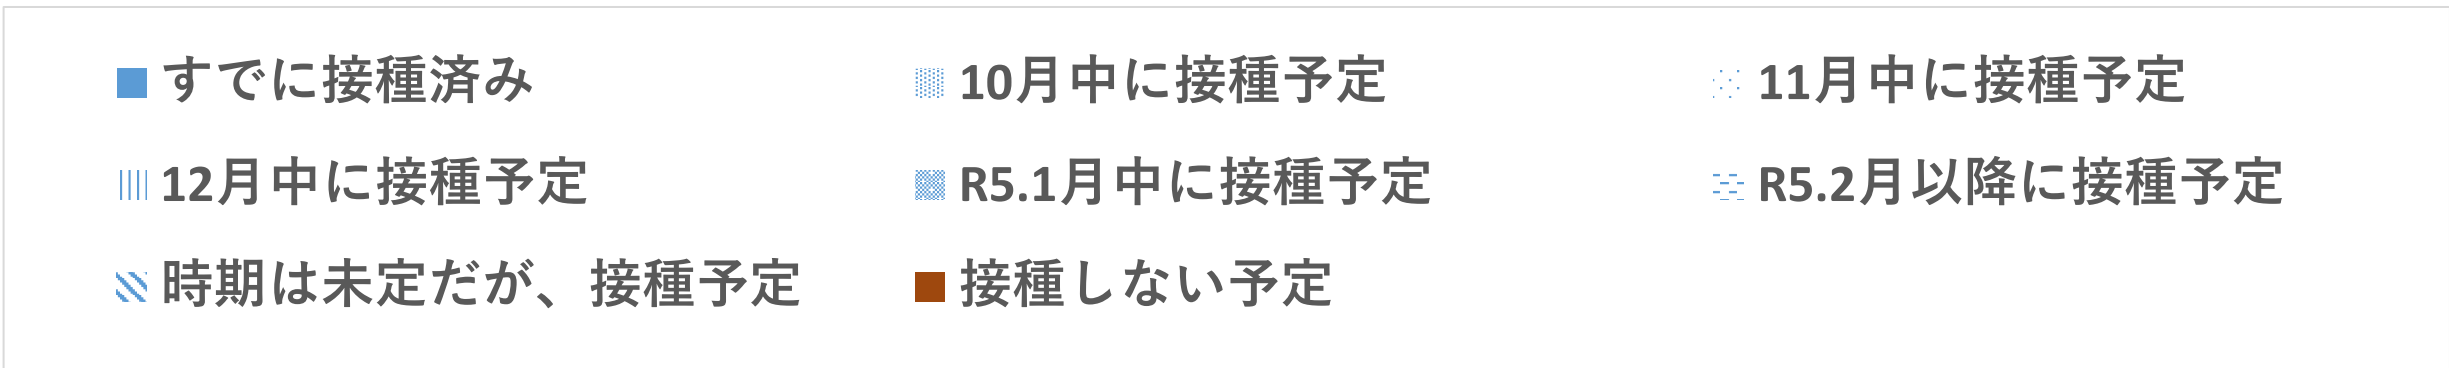 すでに接種済み 10月中に接種予定 11月中に接種予定
12月中に接種予定 R5.1月中に接種予定 R5.2月以降に接種予定
時期は未定だが、接種予定 接種しない予定